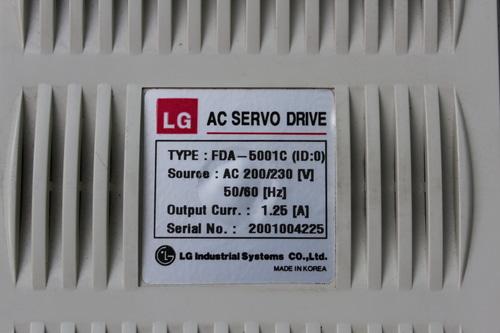 LG AC SERVO DRIVE
TYPE : FDA-5001C (ID:0)
Source : AC 200/230 [V]
50/60 [Hz]
Output Curr. : 1.25 [A]
Serial No. : 2001004225
LG LG Industrial Systems CO.,Ltd.
MADE IN KOREA